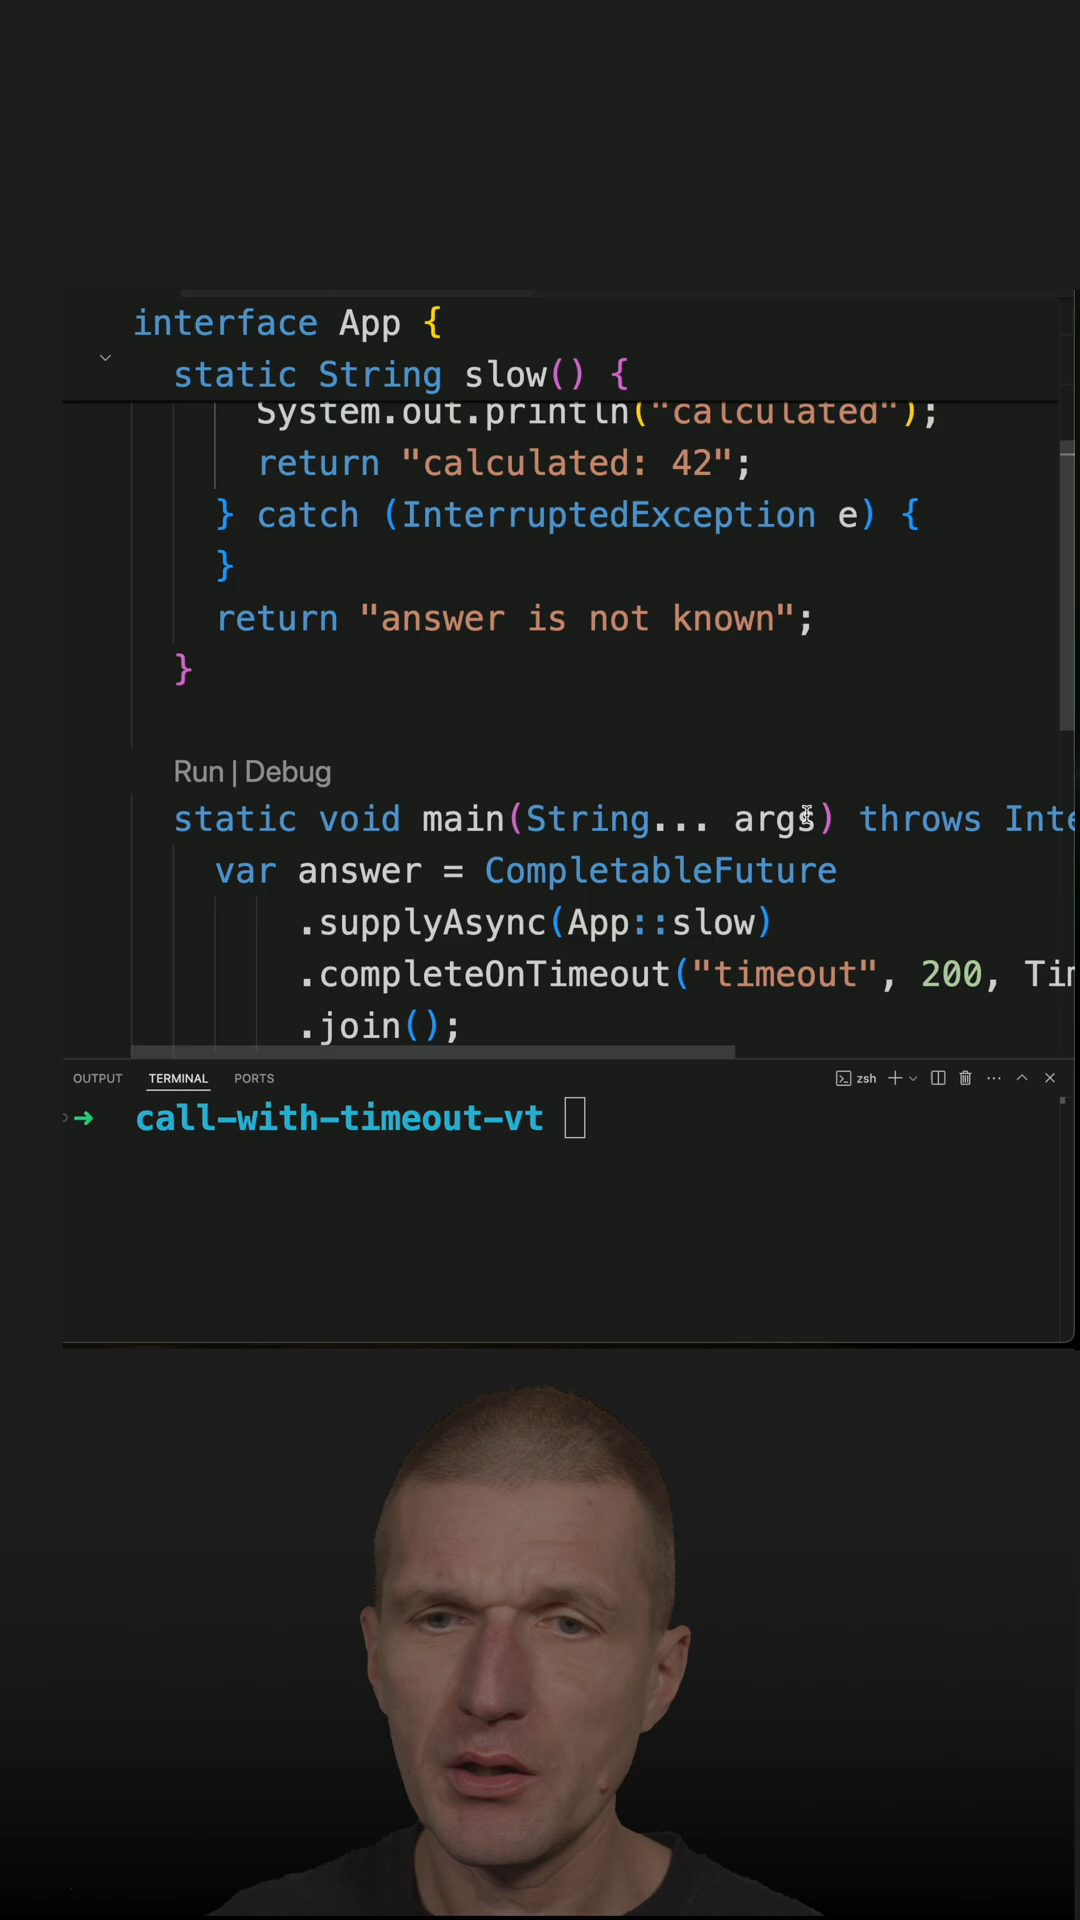 interface App {
static String slow() {
System.out.println("calculated");
return "calculated: 42";
} catch (InterruptedException e) {
}
return "answer is not known";
}
Run | Debug
static void main(String... args) throws Inte
var answer = CompletableFuture
.supplyAsync(App::slow)
.completeOnTimeout("timeout", 200, Tim
.join();
OUTPUT TERMINAL PORTS zsh
→ call-with-timeout-vt